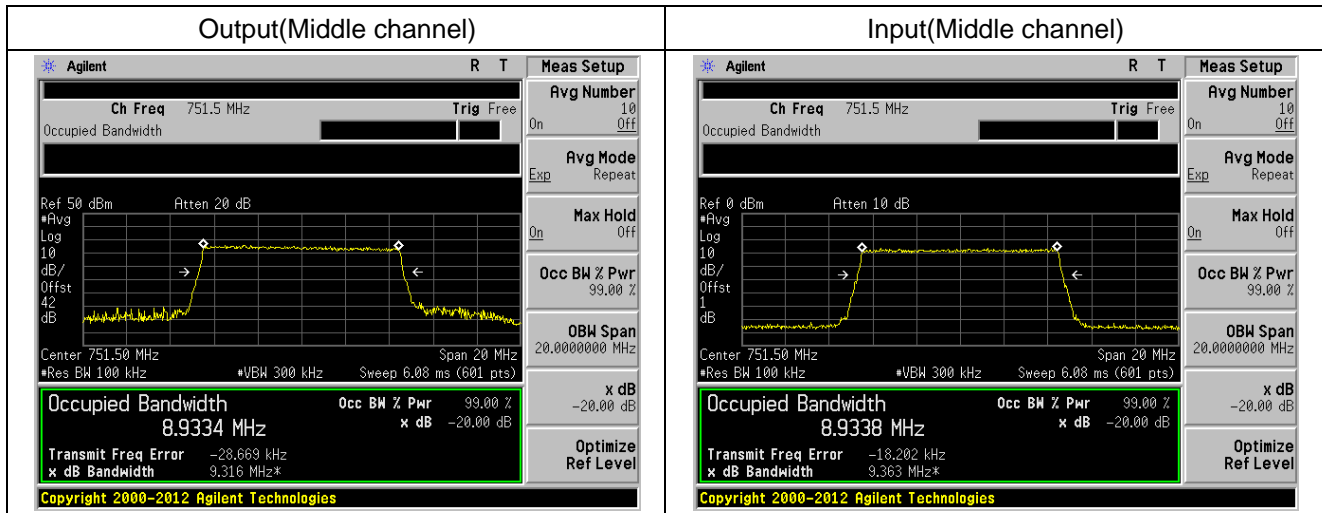 Output(Middle channel)
Input(Middle channel)
Agilent R T Meas Setup
Ch Freq 751.5 MHz Trig Free
Occupied Bandwidth
Avg Number
10
On Off
Avg Mode
Exp Repeat
Max Hold
On Off
Occ BW % Pwr
99.00 %
OBW Span
20.0000000 MHz
x dB
-20.00 dB
Optimize
Ref Level
Ref 50 dBm Atten 20 dB
#Avg
Log
10
dB/
Offst
42
dB
Center 751.50 MHz Span 20 MHz
#Res BW 100 kHz #VBW 300 kHz Sweep 6.08 ms (601 pts)
Occupied Bandwidth Occ BW % Pwr 99.00 %
8.9334 MHz x dB -20.00 dB
Transmit Freq Error -28.669 kHz
x dB Bandwidth 9.316 MHz*
Copyright 2000-2012 Agilent Technologies
Agilent R T Meas Setup
Ch Freq 751.5 MHz Trig Free
Occupied Bandwidth
Avg Number
10
On Off
Avg Mode
Exp Repeat
Max Hold
On Off
Occ BW % Pwr
99.00 %
OBW Span
20.0000000 MHz
x dB
-20.00 dB
Optimize
Ref Level
Ref 0 dBm Atten 10 dB
#Avg
Log
10
dB/
Offst
1
dB
Center 751.50 MHz Span 20 MHz
#Res BW 100 kHz #VBW 300 kHz Sweep 6.08 ms (601 pts)
Occupied Bandwidth Occ BW % Pwr 99.00 %
8.9338 MHz x dB -20.00 dB
Transmit Freq Error -18.202 kHz
x dB Bandwidth 9.363 MHz*
Copyright 2000-2012 Agilent Technologies